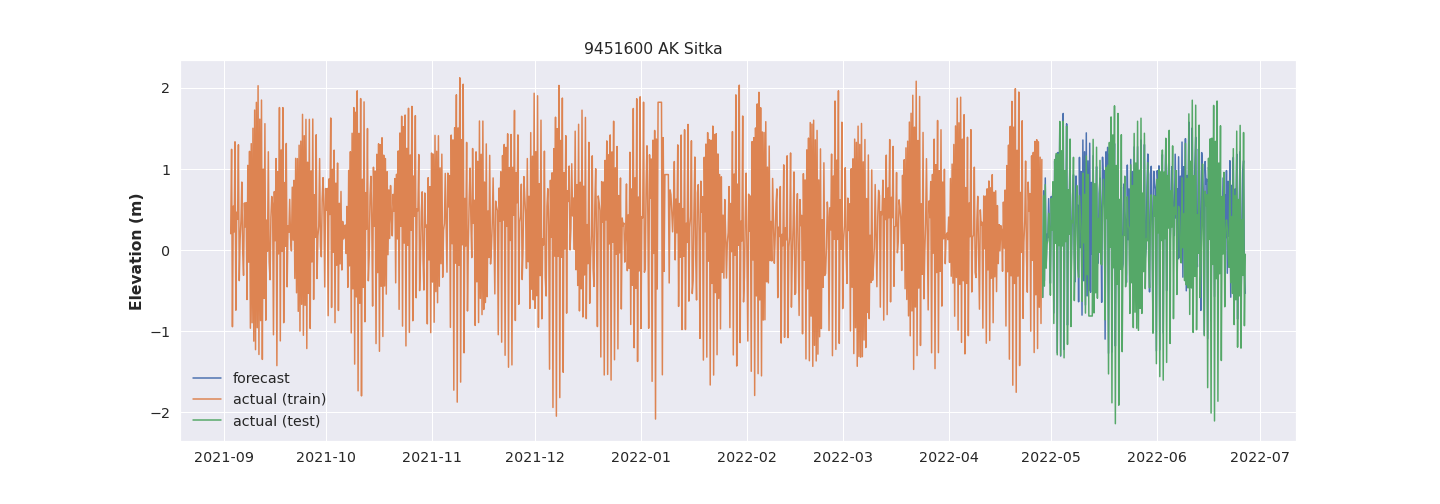 9451600 AK Sitka
Elevation (m)
2
1
0
−1
−2
forecast
actual (train)
actual (test)
2021-09 2021-10 2021-11 2021-12 2022-01 2022-02 2022-03 2022-04 2022-05 2022-06 2022-07